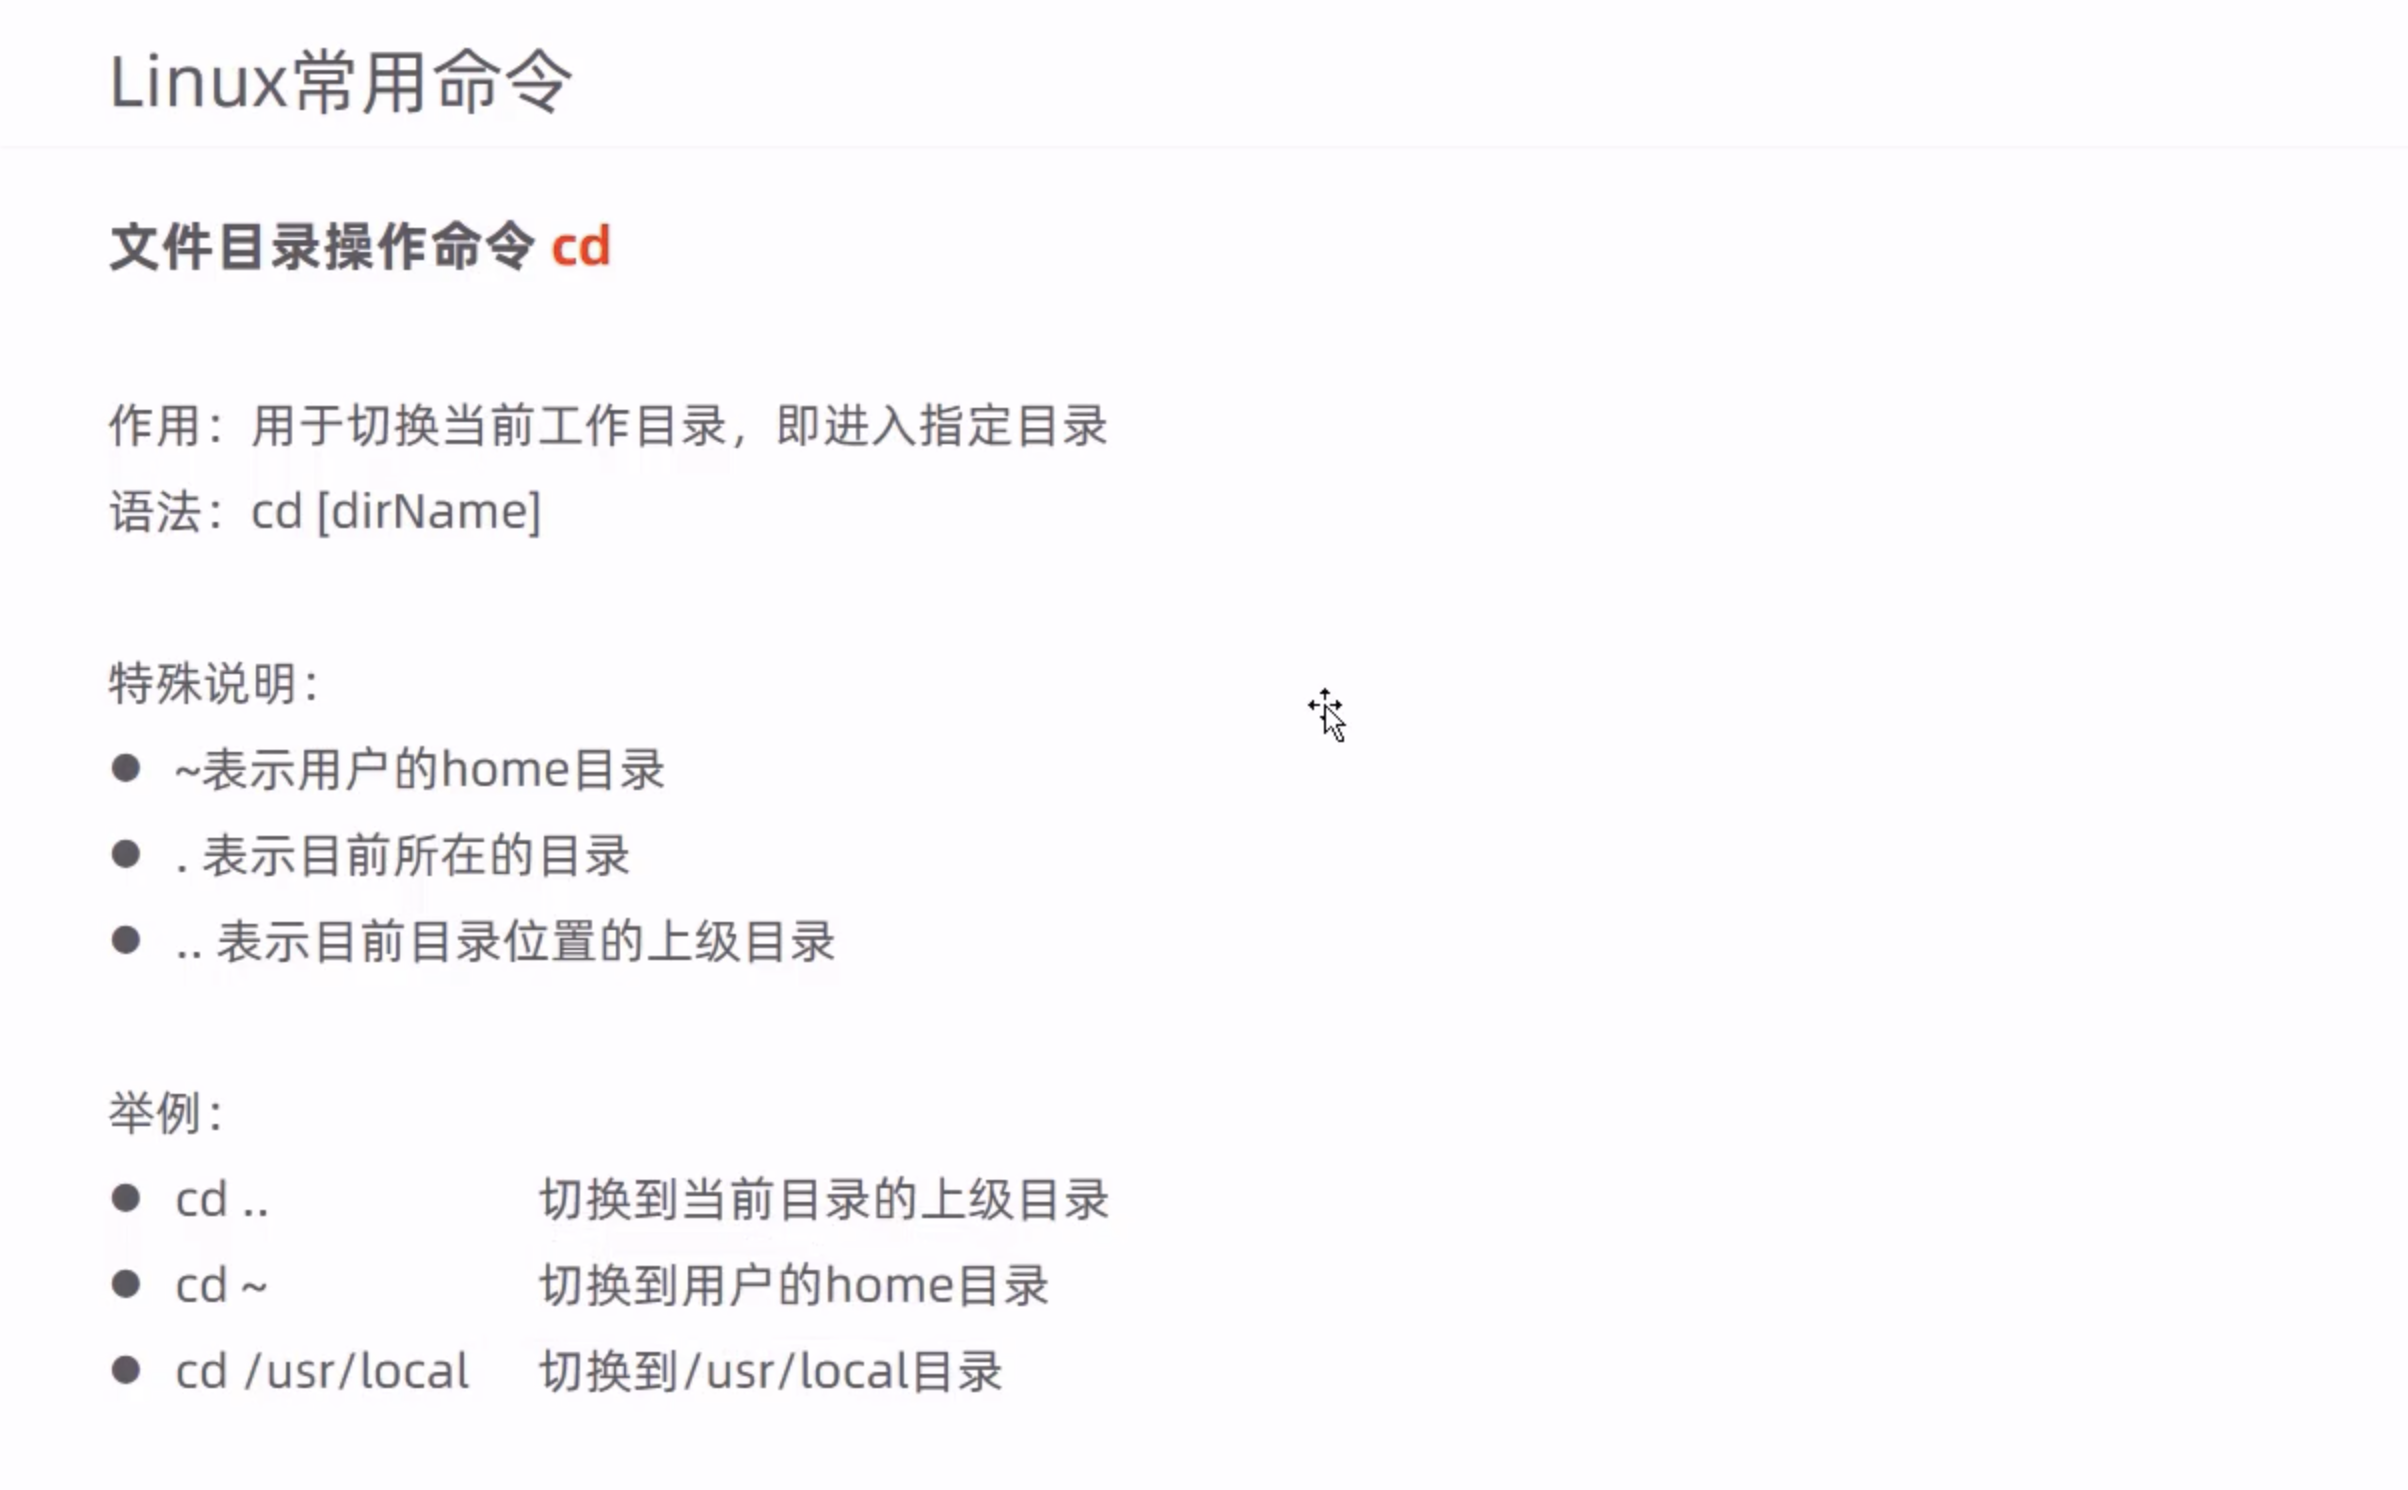 Linux常用命令
文件目录操作命令 cd
作用：用于切换当前工作目录，即进入指定目录
语法：cd [dirName]
特殊说明：
● ~表示用户的home目录
● . 表示目前所在的目录
● .. 表示目前目录位置的上级目录
举例：
● cd .. 切换到当前目录的上级目录
● cd ~ 切换到用户的home目录
● cd /usr/local 切换到/usr/local目录